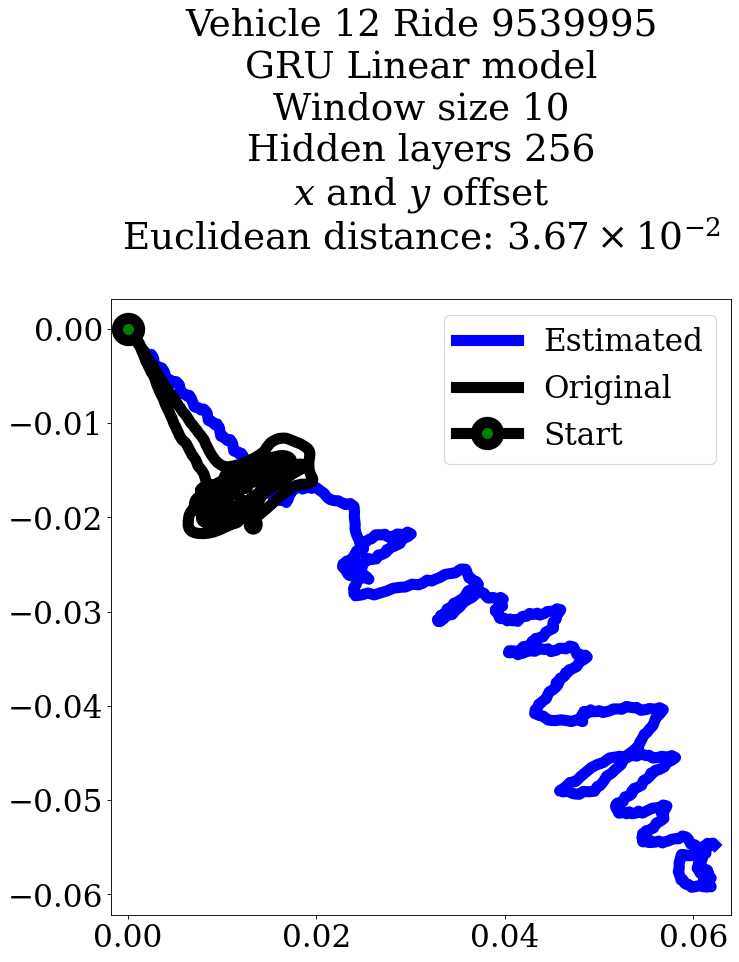 Vehicle 12 Ride 9539995
GRU Linear model
Window size 10
Hidden layers 256
x and y offset
Euclidean distance: 3.67 × 10⁻²
Estimated
Original
Start
0.00
−0.01
−0.02
−0.03
−0.04
−0.05
−0.06
0.00 0.02 0.04 0.06